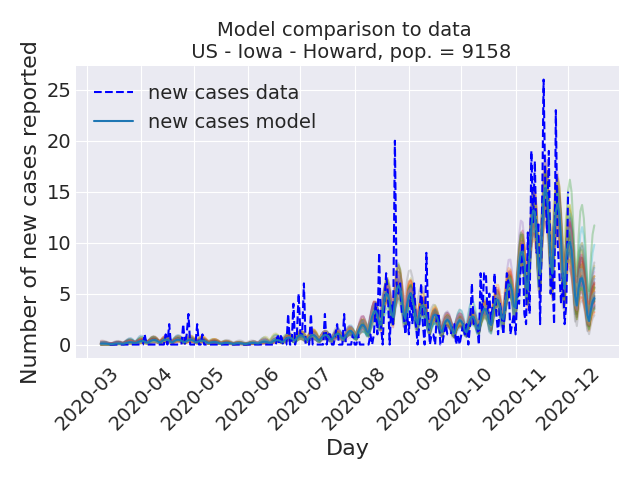 Model comparison to data
US - Iowa - Howard, pop. = 9158
Number of new cases reported
25
20
15
10
5
0
new cases data
new cases model
2020-03
2020-04
2020-05
2020-06
2020-07
2020-08
2020-09
2020-10
2020-11
2020-12
Day